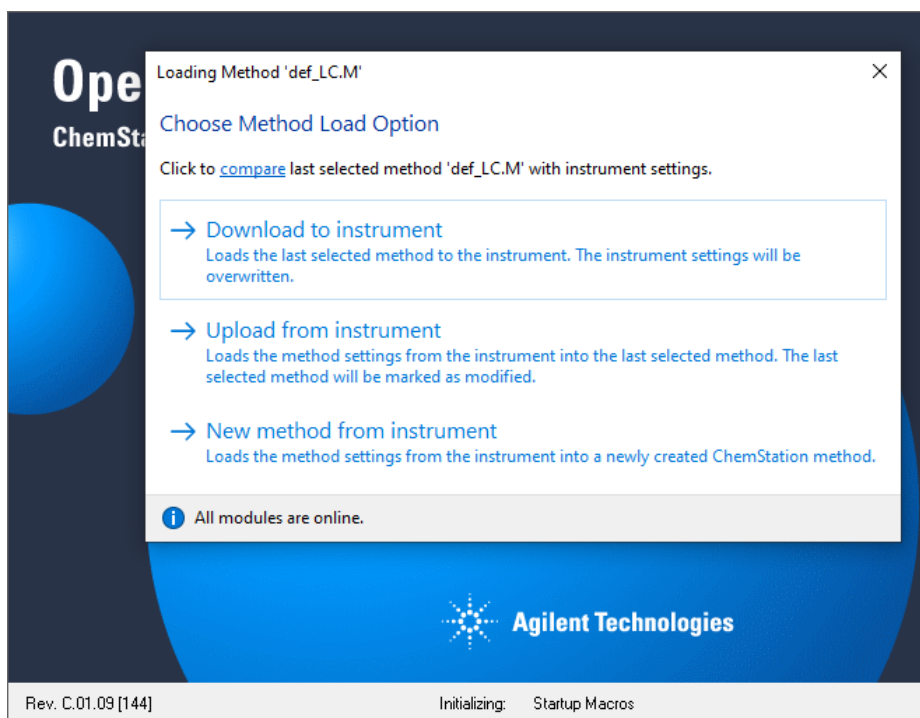 Ope
ChemSta
Loading Method 'def_LC.M'
Choose Method Load Option
Click to compare last selected method 'def_LC.M' with instrument settings.
Download to instrument
Loads the last selected method to the instrument. The instrument settings will be
overwritten.
Upload from instrument
Loads the method settings from the instrument into the last selected method. The last
selected method will be marked as modified.
New method from instrument
Loads the method settings from the instrument into a newly created ChemStation method.
All modules are online.
Agilent Technologies
Rev. C.01.09 [144] Initializing: Startup Macros